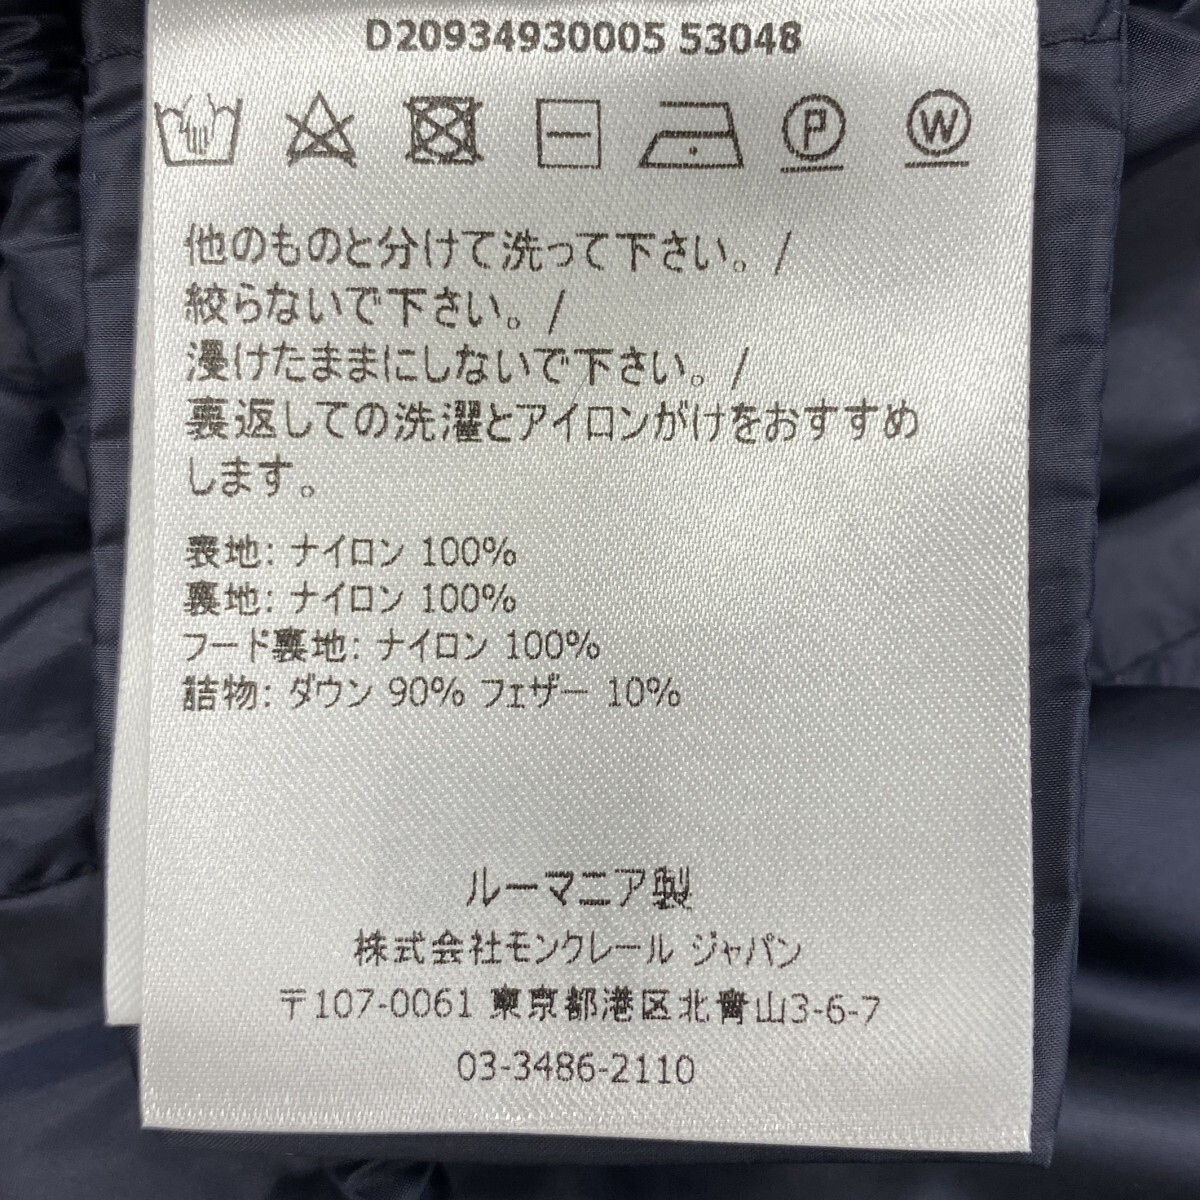 D20934930005 53048
P W
他のものと分けて洗って下さい。/
絞らないで下さい。/
浸けたままにしないで下さい。/
裏返しての洗濯とアイロンがけをおすすめ
します。
表地: ナイロン 100%
裏地: ナイロン 100%
フード裏地: ナイロン 100%
詰物: ダウン 90% フェザー 10%
ルーマニア製
株式会社モンクレール ジャパン
〒107-0061 東京都港区北青山3-6-7
03-3486-2110